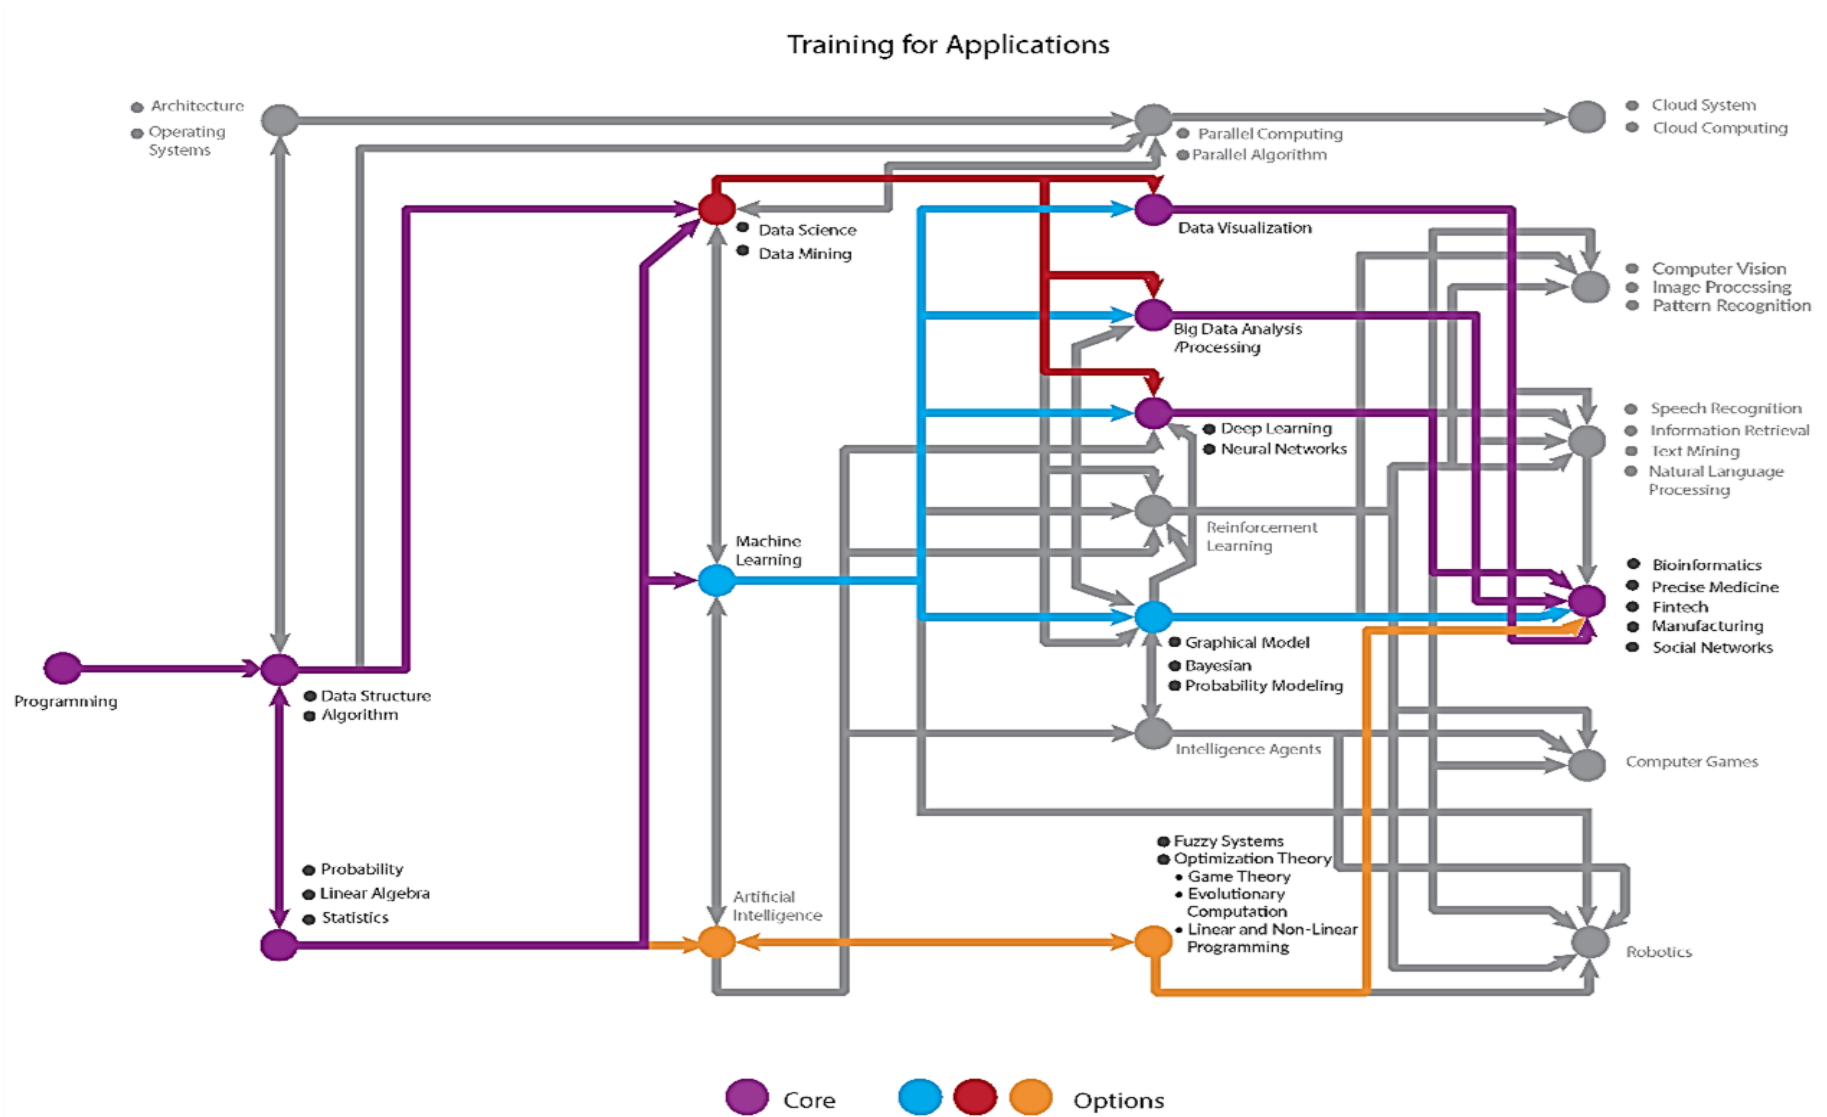 Training for Applications
Architecture
Operating
Systems
Parallel Computing
Parallel Algorithm
Cloud System
Cloud Computing
Data Science
Data Mining
Data Visualization
Computer Vision
Image Processing
Pattern Recognition
Big Data Analysis
/Processing
Deep Learning
Neural Networks
Speech Recognition
Information Retrieval
Text Mining
Natural Language
Processing
Machine
Learning
Reinforcement
Learning
Bioinformatics
Precise Medicine
Fintech
Manufacturing
Social Networks
Programming
Data Structure
Algorithm
Graphical Model
Bayesian
Probability Modeling
Intelligence Agents
Computer Games
Probability
Linear Algebra
Statistics
Artificial
Intelligence
Fuzzy Systems
Optimization Theory
Game Theory
Evolutionary
Computation
Linear and Non-Linear
Programming
Robotics
Core
Options